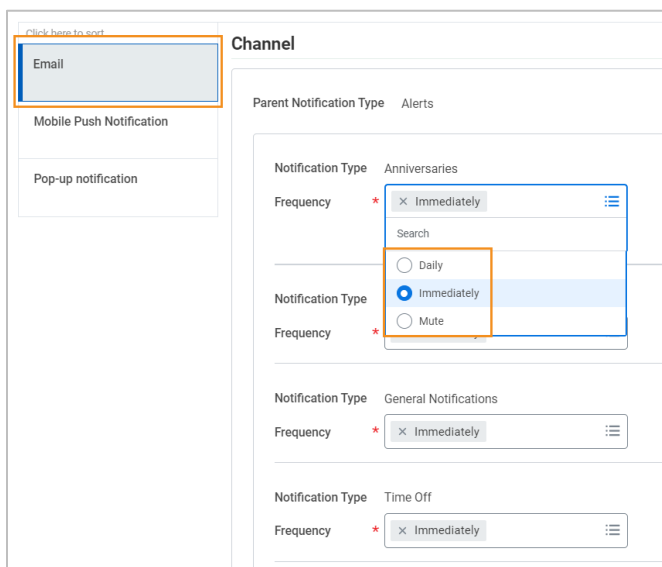 Click here to sort
Email
Mobile Push Notification
Pop-up notification
Channel
Parent Notification Type Alerts
Notification Type Anniversaries
Frequency * × Immediately
Search
Daily
Immediately
Mute
Notification Type
Frequency *
Notification Type General Notifications
Frequency * × Immediately
Notification Type Time Off
Frequency * × Immediately